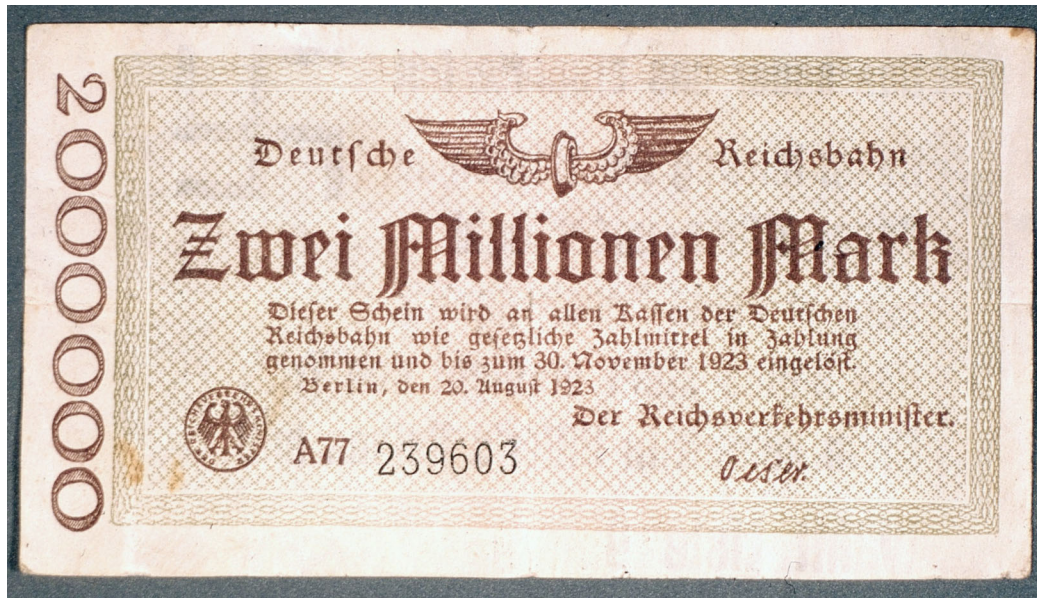 2000000
Deutsche Reichsbahn
Zwei Millionen Mark
Dieser Schein wird an allen Kassen der Deutschen
Reichsbahn wie gesetzliche Zahlmittel in Zahlung
genommen und bis zum 30. November 1923 eingelöst.
Berlin, den 20. August 1923
Der Reichsverkehrsminister.
A77 239603
Oeser.